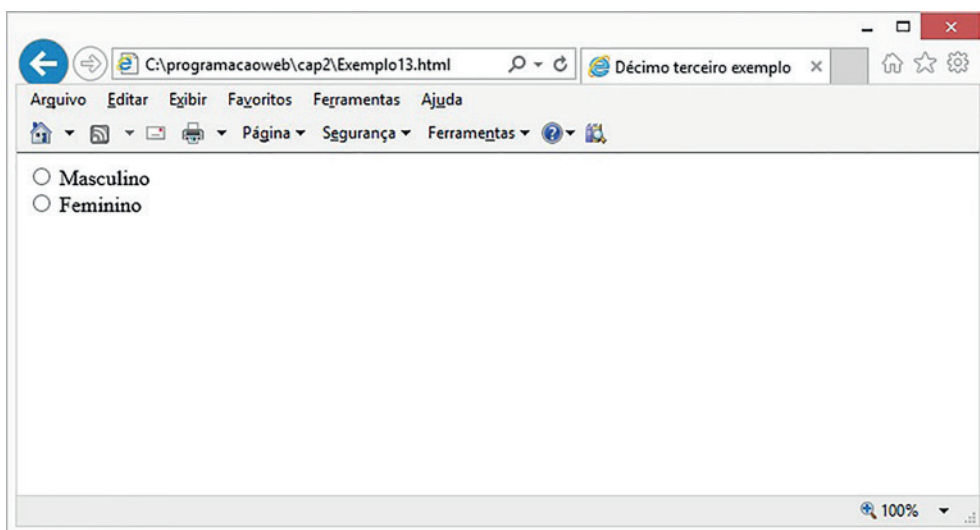 C:\programacaoweb\cap2\Exemplo13.html
Décimo terceiro exemplo
Arquivo Editar Exibir Favoritos Ferramentas Ajuda
Página Segurança Ferramentas
Masculino
Feminino
100%